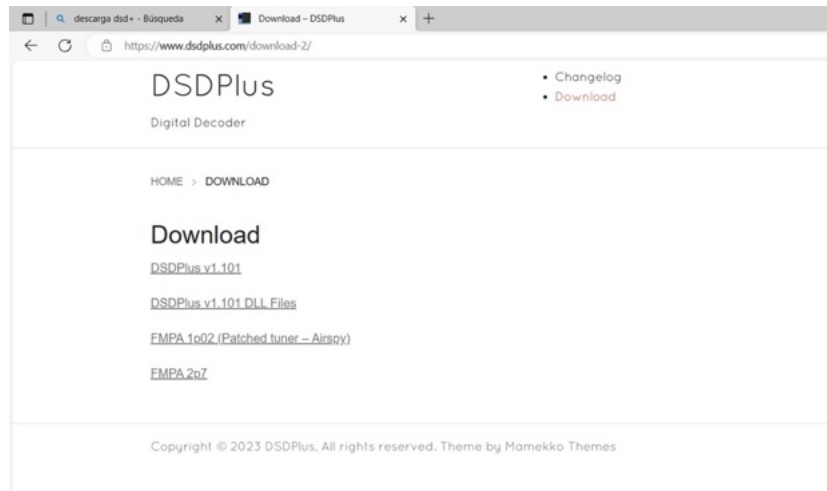 descarga dsd+ - Búsqueda
Download – DSDPlus
https://www.dsdplus.com/download-2/
DSDPlus
Digital Decoder
Changelog
Download
HOME > DOWNLOAD
Download
DSDPlus v1.101
DSDPlus v1.101 DLL Files
FMPA 1p02 (Patched tuner – Airspy)
FMPA 2p7
Copyright © 2023 DSDPlus, All rights reserved. Theme by Mamekko Themes